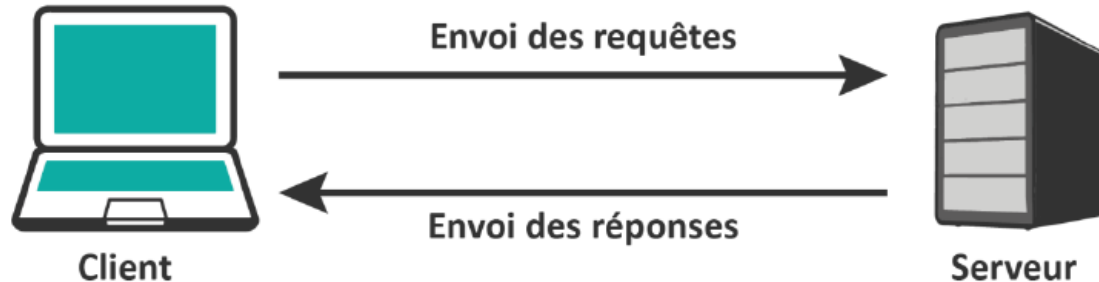 Envoi des requêtes
Envoi des réponses
Client
Serveur